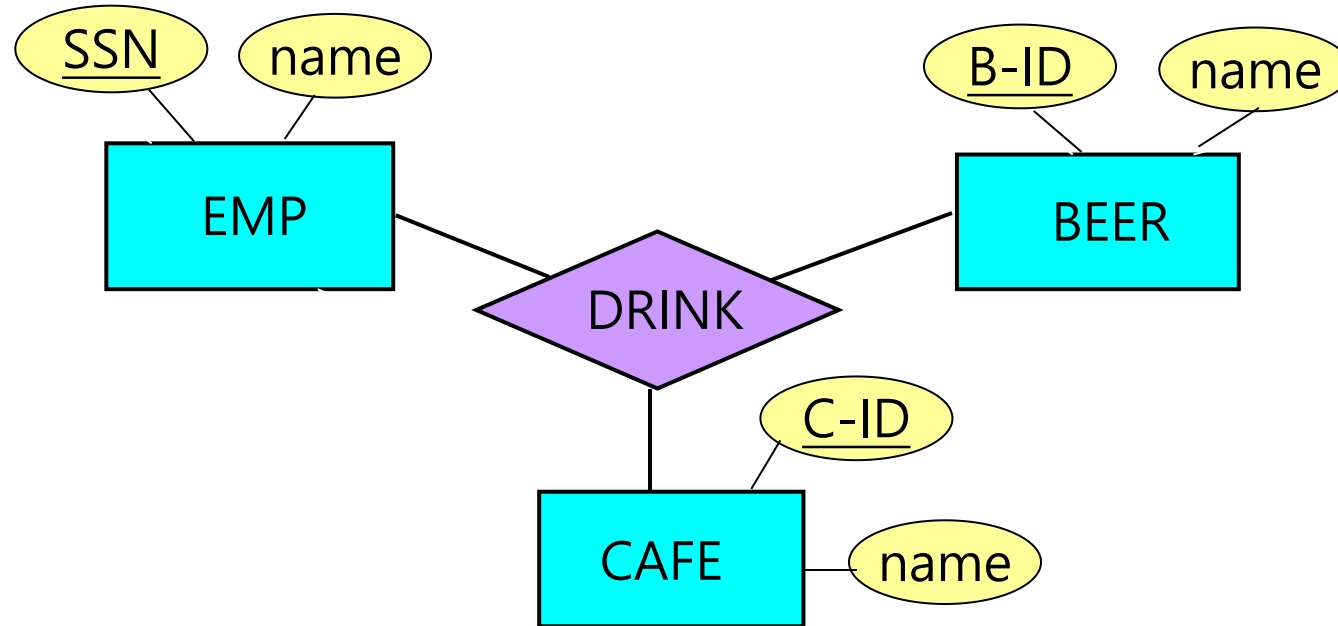 SSN
name
B-ID
name
EMP
BEER
DRINK
C-ID
CAFE
name